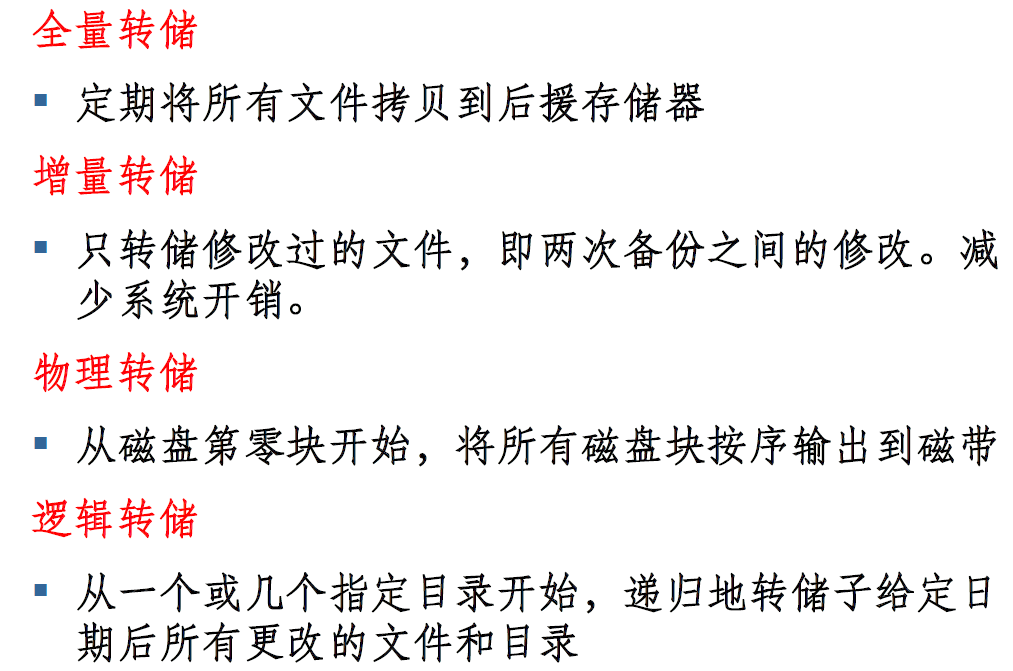 全量转储
▪ 定期将所有文件拷贝到后援存储器
增量转储
▪ 只转储修改过的文件，即两次备份之间的修改。减
少系统开销。
物理转储
▪ 从磁盘第零块开始，将所有磁盘块按序输出到磁带
逻辑转储
▪ 从一个或几个指定目录开始，递归地转储子给定日
期后所有更改的文件和目录